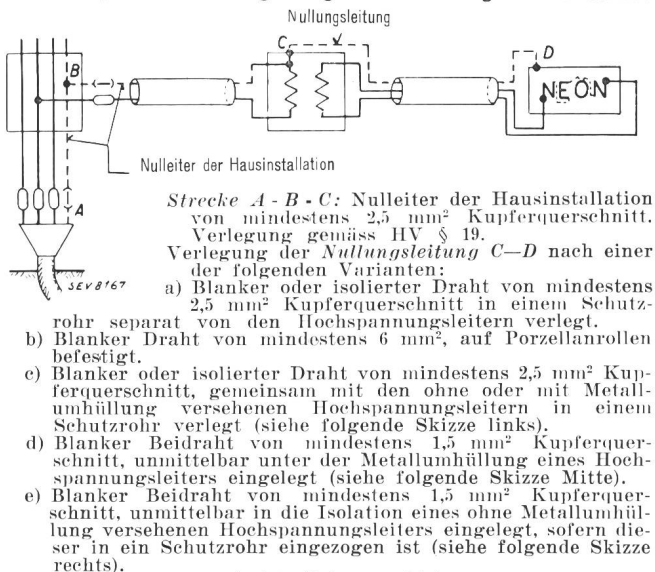 Nullungsleitung
B
C
D
NEON
Nulleiter der Hausinstallation
A
SEV8167
Strecke A - B - C: Nulleiter der Hausinstallation
von mindestens 2,5 mm² Kupferquerschnitt.
Verlegung gemäss HV § 19.
Verlegung der Nullungsleitung C—D nach einer
der folgenden Varianten:
a) Blanker oder isolierter Draht von mindestens
2,5 mm² Kupferquerschnitt in einem Schutz-
rohr separat von den Hochspannungsleitern verlegt.
b) Blanker Draht von mindestens 6 mm², auf Porzellanrollen
befestigt.
c) Blanker oder isolierter Draht von mindestens 2,5 mm² Kup-
ferquerschnitt, gemeinsam mit den ohne oder mit Metall-
umhüllung versehenen Hochspannungsleitern in einem
Schutzrohr verlegt (siehe folgende Skizze links).
d) Blanker Beidraht von mindestens 1,5 mm² Kupferquer-
schnitt, unmittelbar unter der Metallumhüllung eines Hoch-
spannungsleiters eingelegt (siehe folgende Skizze Mitte).
e) Blanker Beidraht von mindestens 1,5 mm² Kupferquer-
schnitt, unmittelbar in die Isolation eines ohne Metallumhül-
lung versehenen Hochspannungsleiters eingelegt, sofern die-
ser in ein Schutzrohr eingezogen ist (siehe folgende Skizze
rechts).